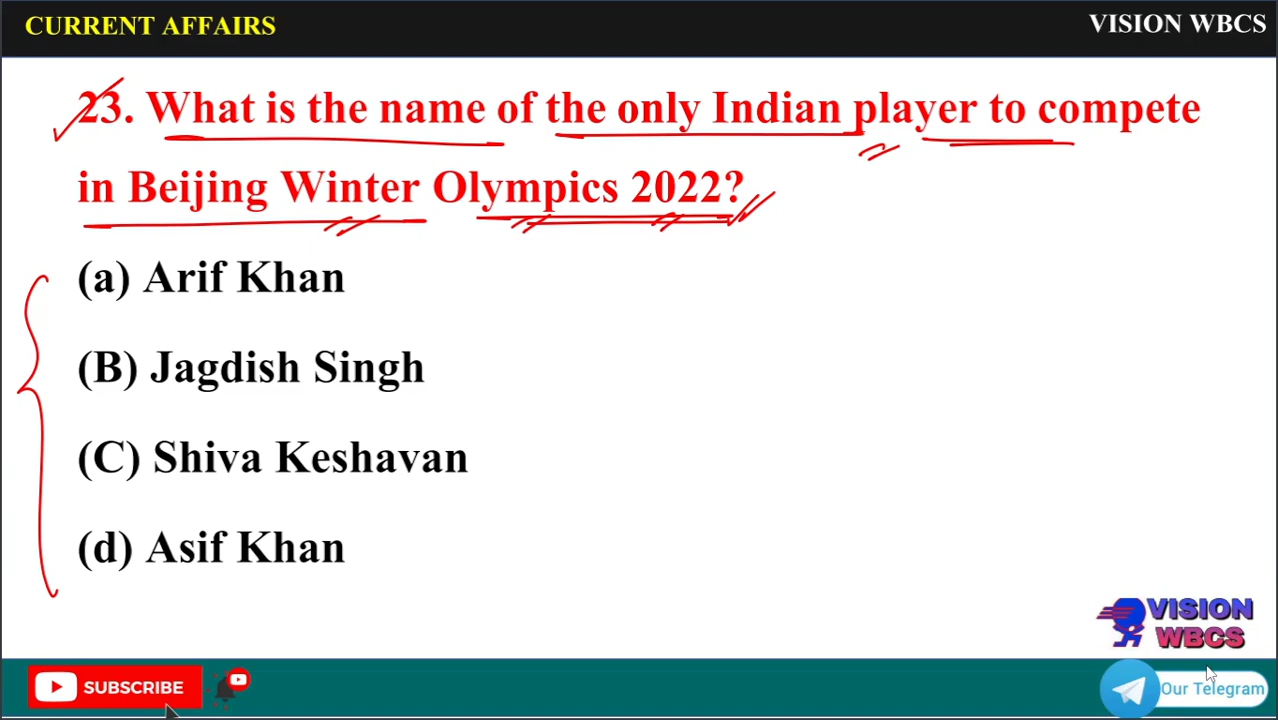 CURRENT AFFAIRS
VISION WBCS
23. What is the name of the only Indian player to compete
in Beijing Winter Olympics 2022?
(a) Arif Khan
(B) Jagdish Singh
(C) Shiva Keshavan
(d) Asif Khan
VISION
WBCS
SUBSCRIBE
Our Telegram